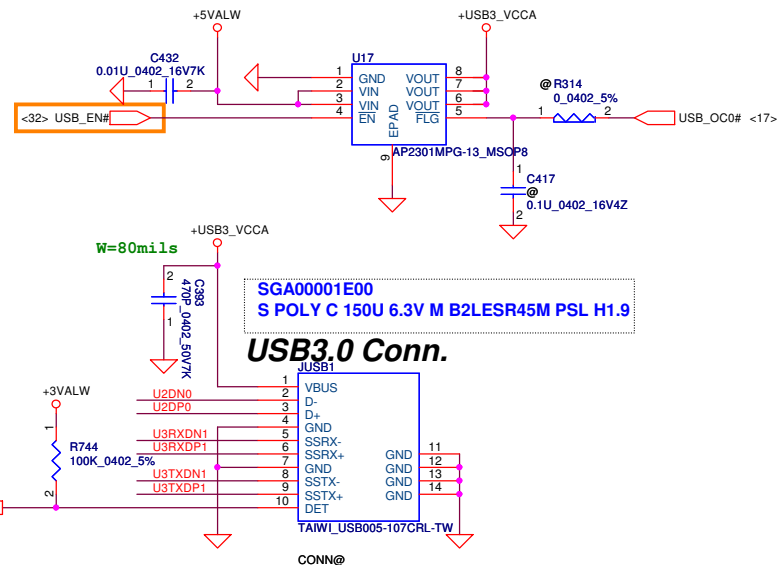 +5VALW
+USB3_VCCA
C432
0.01U_0402_16V7K
1 2
U17
1 GND VOUT 8
2 VIN VOUT 7
3 VIN VOUT 6
4 EN FLG 5
EPAD
9
AP2301MPG-13_MSOP8
<32> USB_EN#
@ R314
0_0402_5%
1 2
USB_OC0# <17>
1
C417
@
0.1U_0402_16V4Z
2
+USB3_VCCA
W=80mils
2
C393
470P_0402_50V7K
1
SGA00001E00
S POLY C 150U 6.3V M B2LESR45M PSL H1.9
USB3.0 Conn.
JUSB1
+3VALW
1
R744
100K_0402_5%
2
1 VBUS
U2DN0 2 D-
U2DP0 3 D+
4 GND
U3RXDN1 5 SSRX-
U3RXDP1 6 SSRX+
7 GND
U3TXDN1 8 SSTX-
U3TXDP1 9 SSTX+
10 DET
GND 11
GND 12
GND 13
GND 14
TAIWI_USB005-107CRL-TW
CONN@